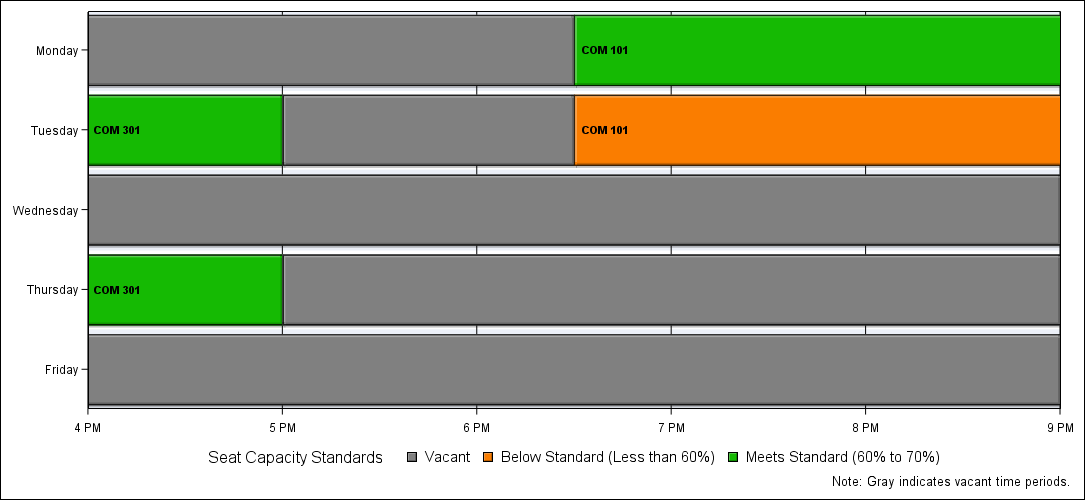 Monday
COM 101
Tuesday
COM 301
COM 101
Wednesday
Thursday
COM 301
Friday
4 PM 5 PM 6 PM 7 PM 8 PM 9 PM
Seat Capacity Standards Vacant Below Standard (Less than 60%) Meets Standard (60% to 70%)
Note: Gray indicates vacant time periods.